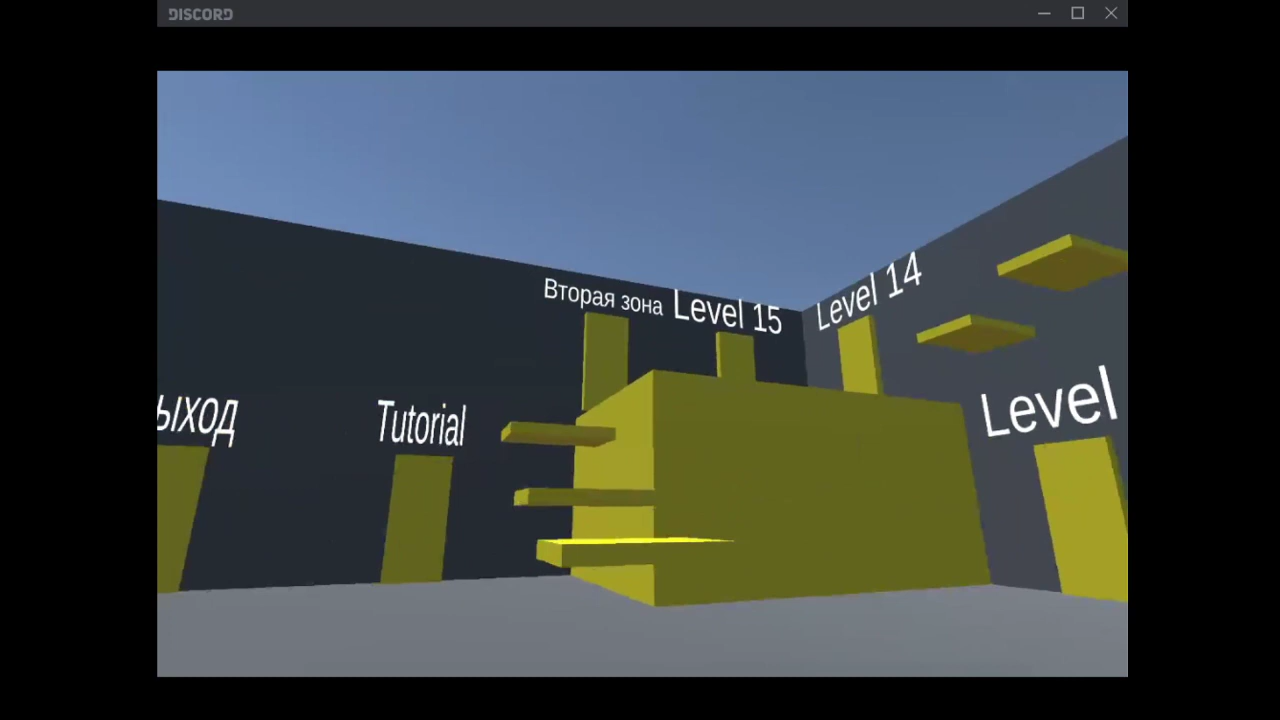 DISCORD
Вторая зона
Level 15
Level 14
ыход
Tutorial
Level